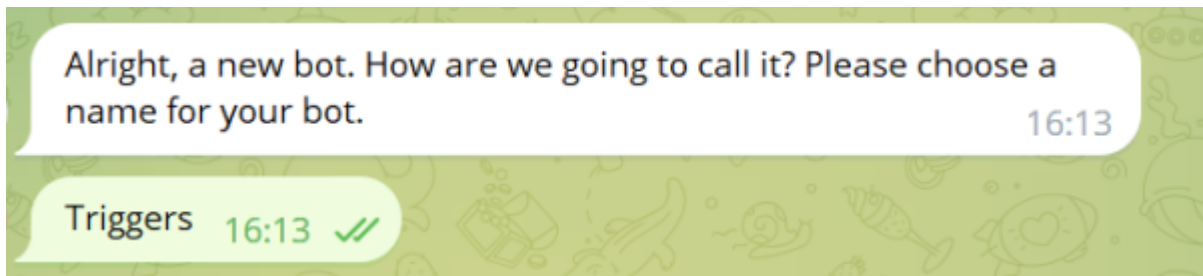 Alright, a new bot. How are we going to call it? Please choose a
name for your bot.
16:13
Triggers 16:13